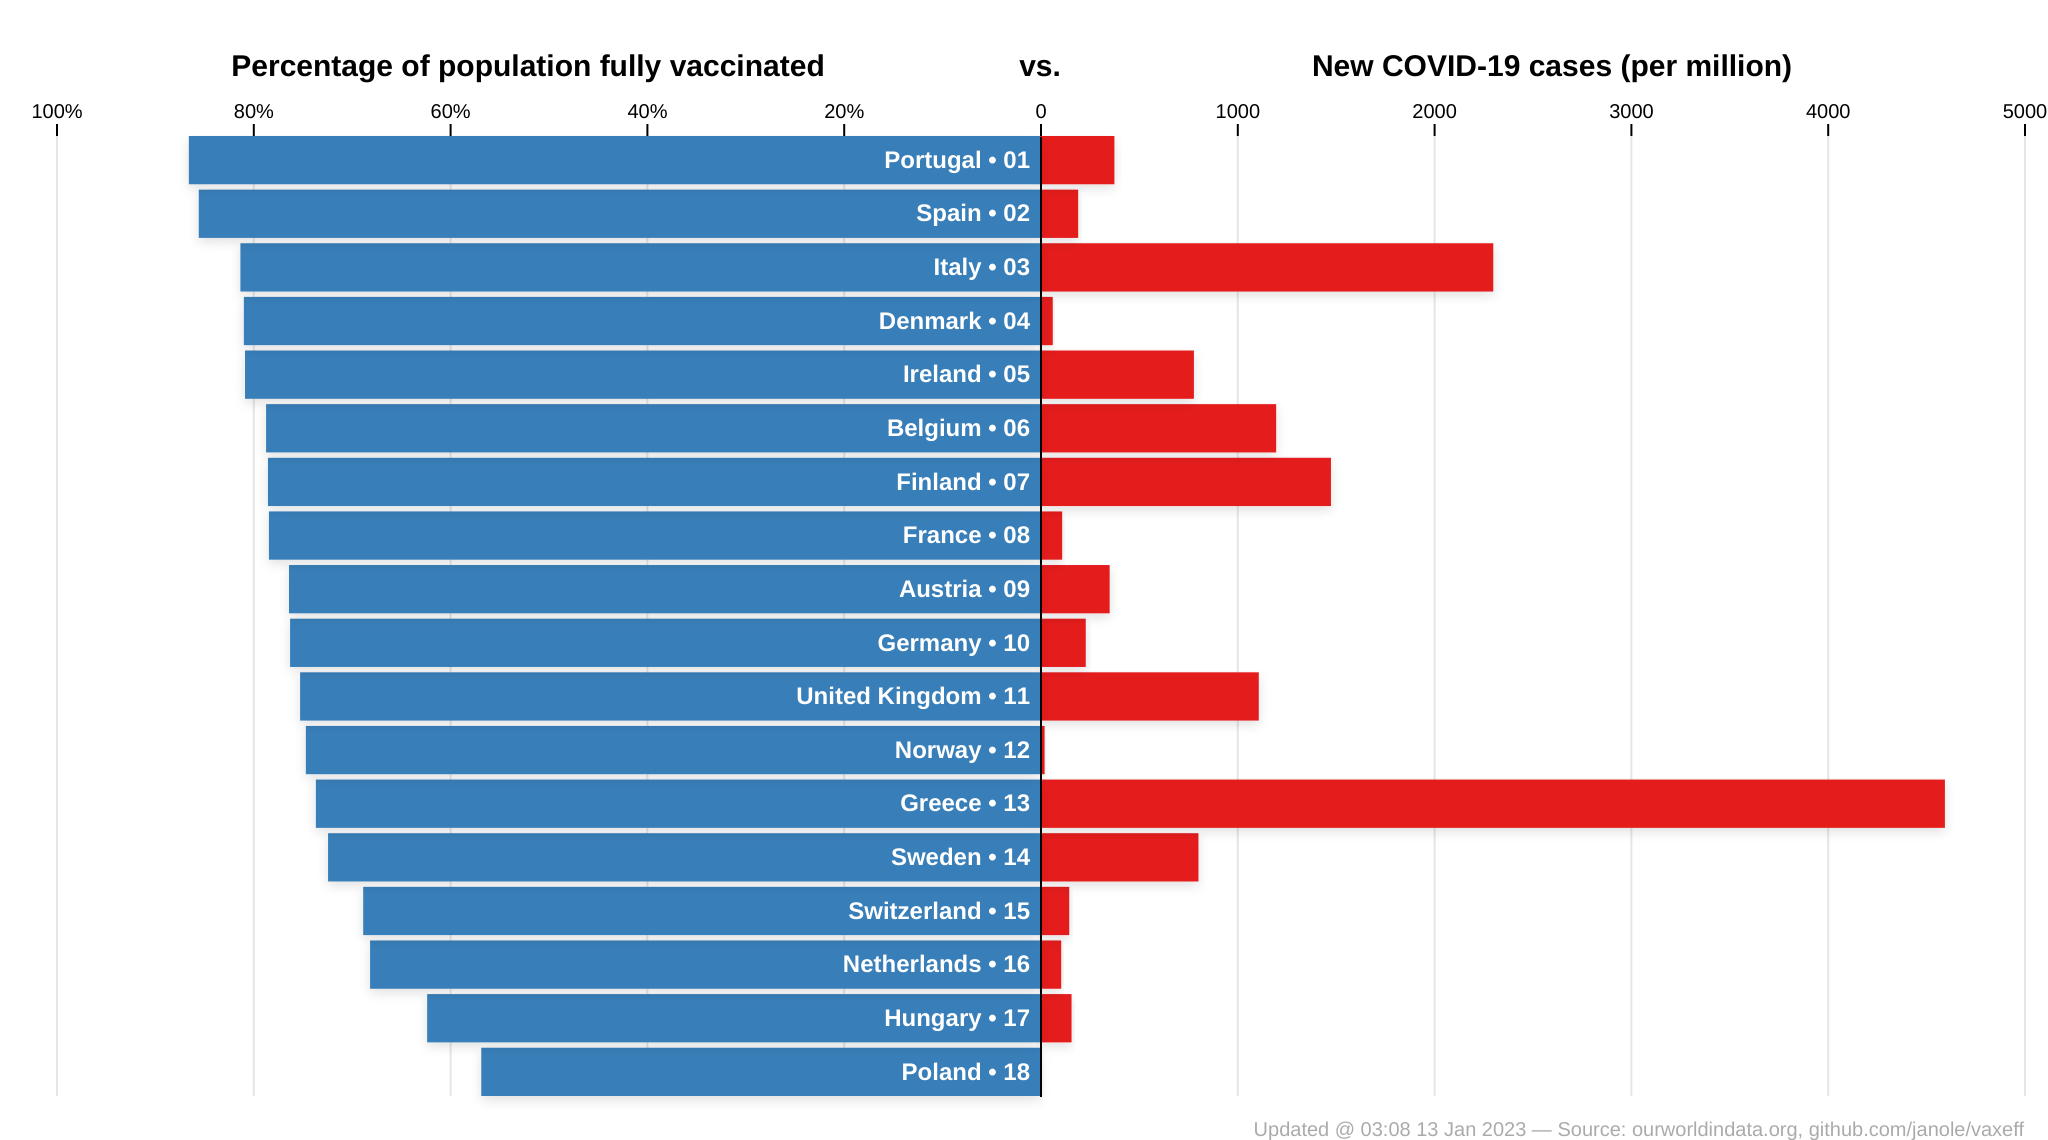 Percentage of population fully vaccinated vs. New COVID-19 cases (per million)
100% 80% 60% 40% 20% 0 1000 2000 3000 4000 5000
Portugal • 01
Spain • 02
Italy • 03
Denmark • 04
Ireland • 05
Belgium • 06
Finland • 07
France • 08
Austria • 09
Germany • 10
United Kingdom • 11
Norway • 12
Greece • 13
Sweden • 14
Switzerland • 15
Netherlands • 16
Hungary • 17
Poland • 18
Updated @ 03:08 13 Jan 2023 — Source: ourworldindata.org, github.com/janole/vaxeff